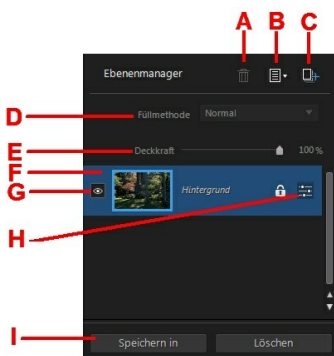 A
B
C
Ebenenmanager
D
Füllmethode Normal
E
Deckkraft 100%
F
G
Hintergrund
H
I
Speichern in Löschen